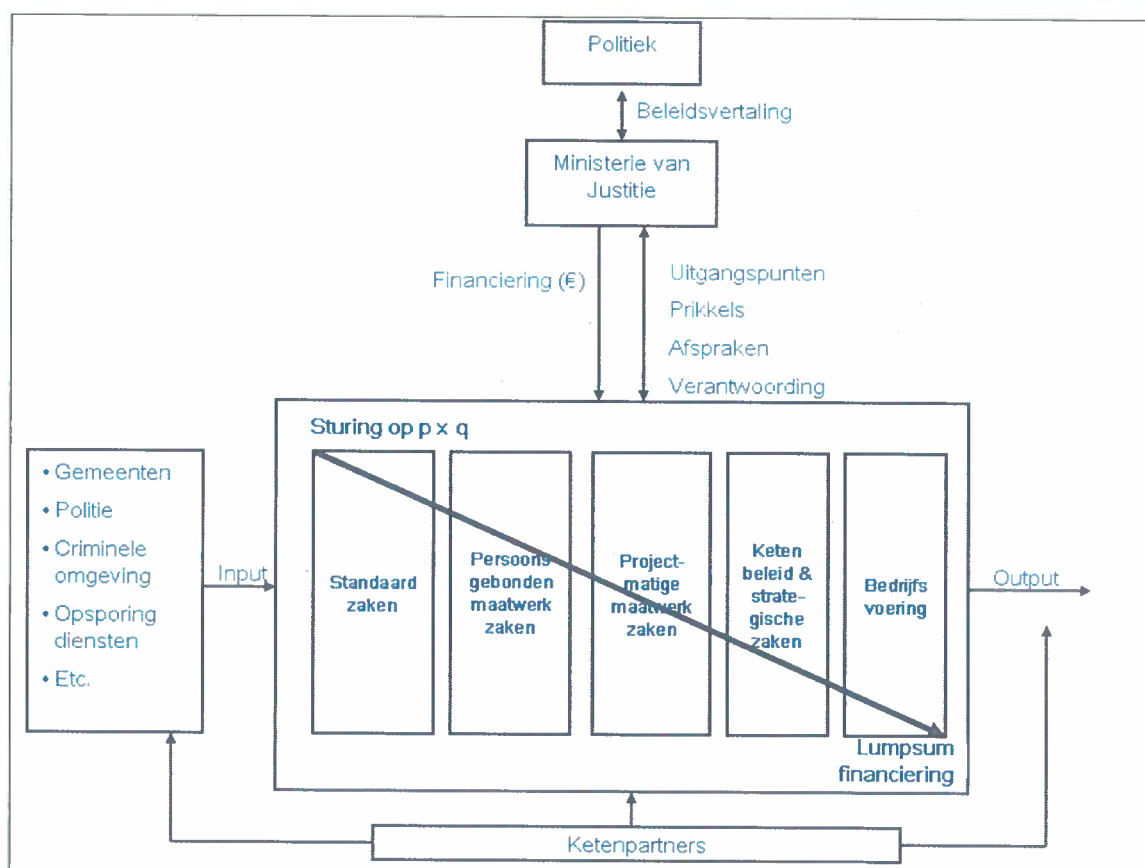 Politiek
Beleidsvertaling
Ministerie van
Justitie
Financiering (€)
Uitgangspunten
Prikkels
Afspraken
Verantwoording
Sturing op p x q
• Gemeenten
• Politie
• Criminele
omgeving
• Opsporing
diensten
• Etc.
Input
Standaard
zaken
Persoons
gebonden
maatwerk
zaken
Project-
matige
maatwerk
zaken
Keten
beleid &
strate-
gische
zaken
Bedrijfs
voering
Output
Lumpsum
financiering
Ketenpartners